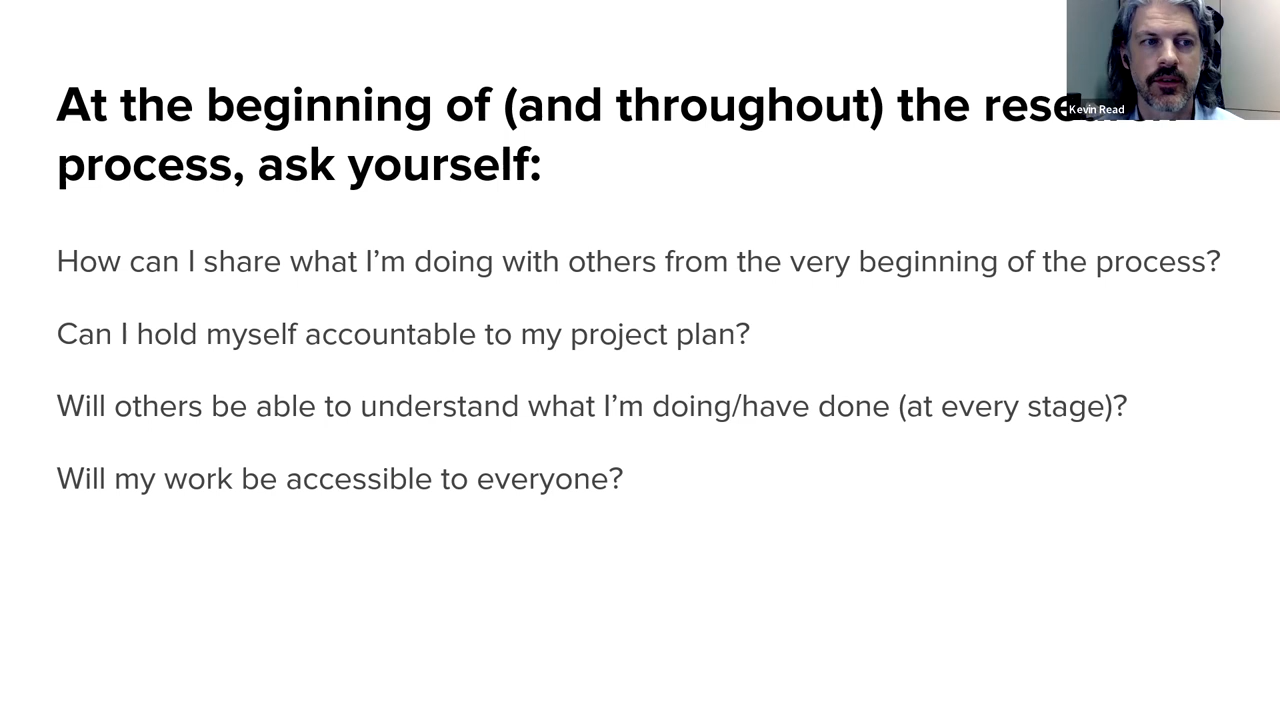 At the beginning of (and throughout) the research
process, ask yourself:
How can I share what I’m doing with others from the very beginning of the process?
Can I hold myself accountable to my project plan?
Will others be able to understand what I’m doing/have done (at every stage)?
Will my work be accessible to everyone?
Kevin Read